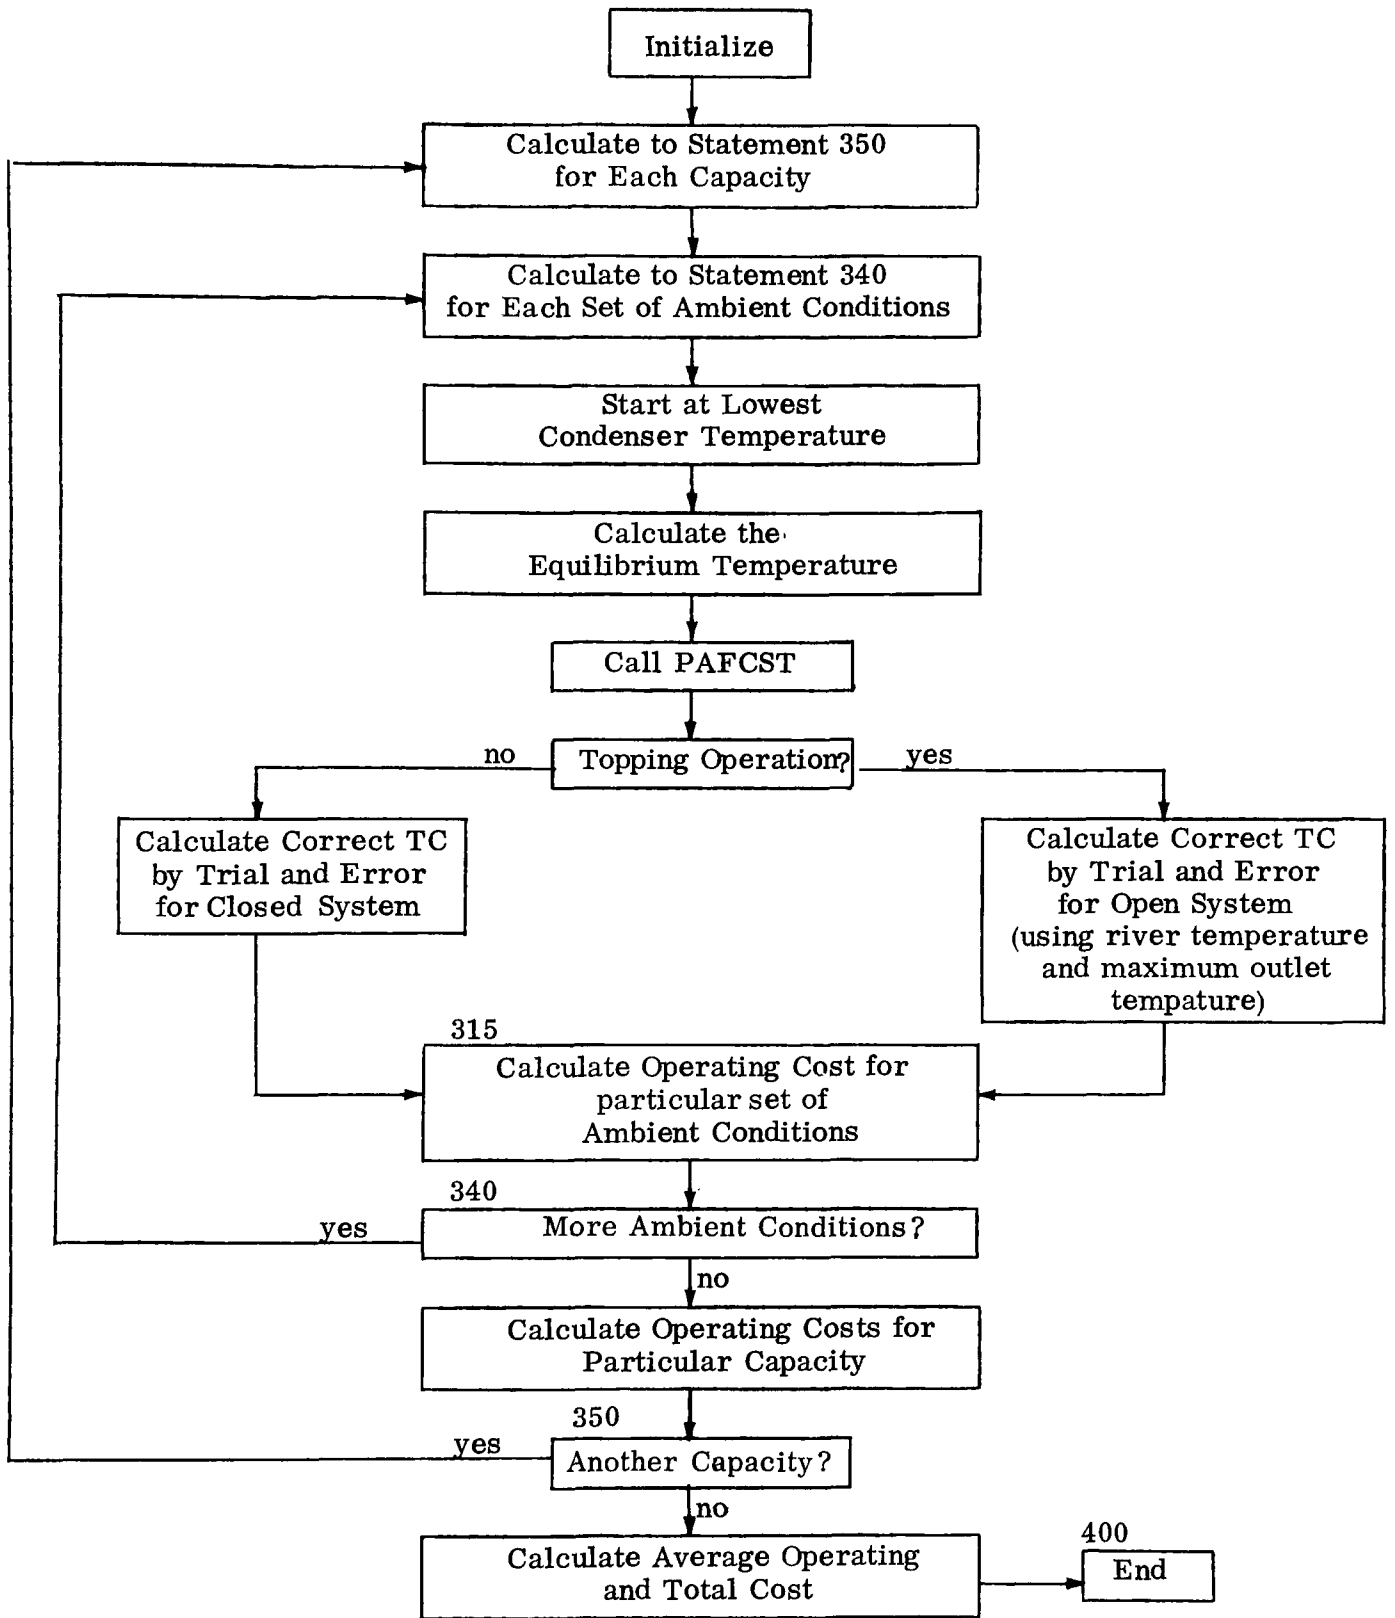 Initialize
Calculate to Statement 350
for Each Capacity
Calculate to Statement 340
for Each Set of Ambient Conditions
Start at Lowest
Condenser Temperature
Calculate the
Equilibrium Temperature
Call PAFCST
no
Topping Operation?
yes
Calculate Correct TC
by Trial and Error
for Closed System
Calculate Correct TC
by Trial and Error
for Open System
(using river temperature
and maximum outlet
tempature)
315
Calculate Operating Cost for
particular set of
Ambient Conditions
340
yes
More Ambient Conditions?
no
Calculate Operating Costs for
Particular Capacity
350
yes
Another Capacity?
no
Calculate Average Operating
and Total Cost
400
End